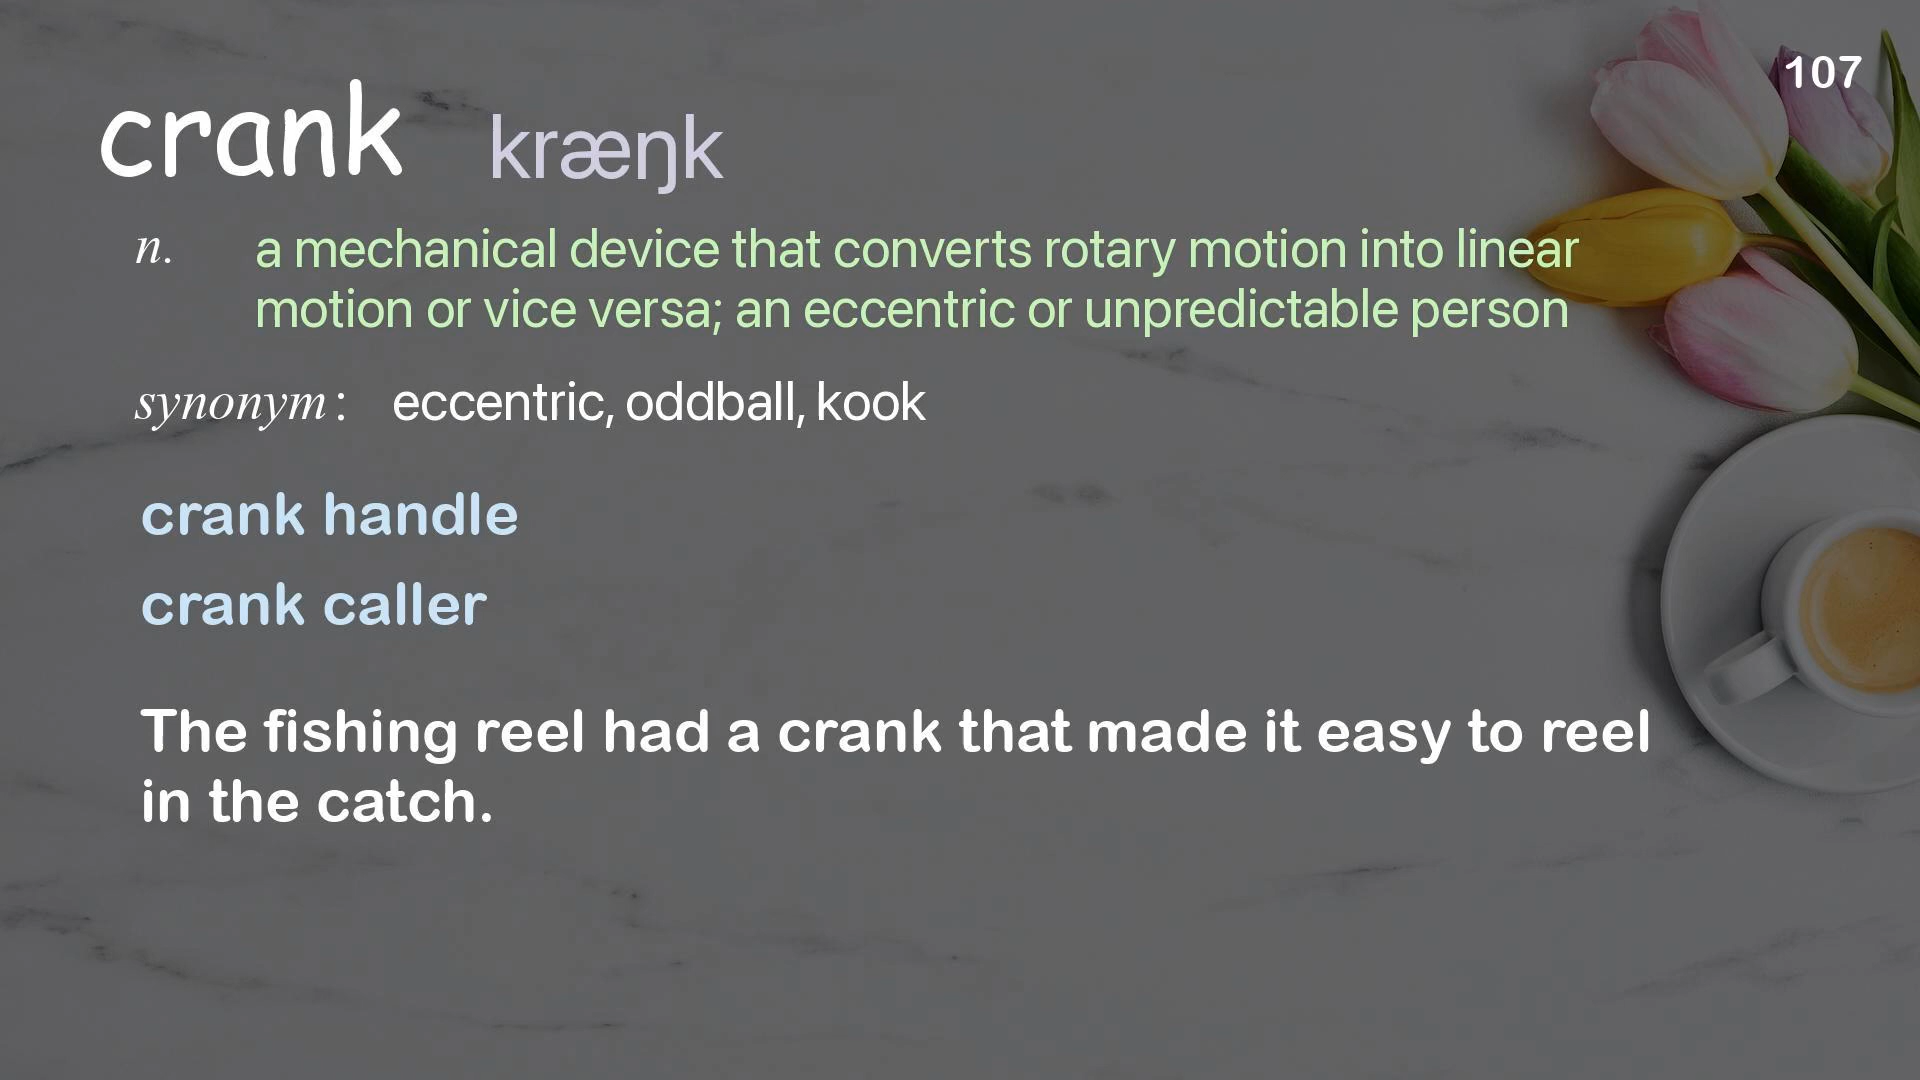 107
crank krænk
n. a mechanical device that converts rotary motion into linear
motion or vice versa; an eccentric or unpredictable person
synonym: eccentric, oddball, kook
crank handle
crank caller
The fishing reel had a crank that made it easy to reel
in the catch.